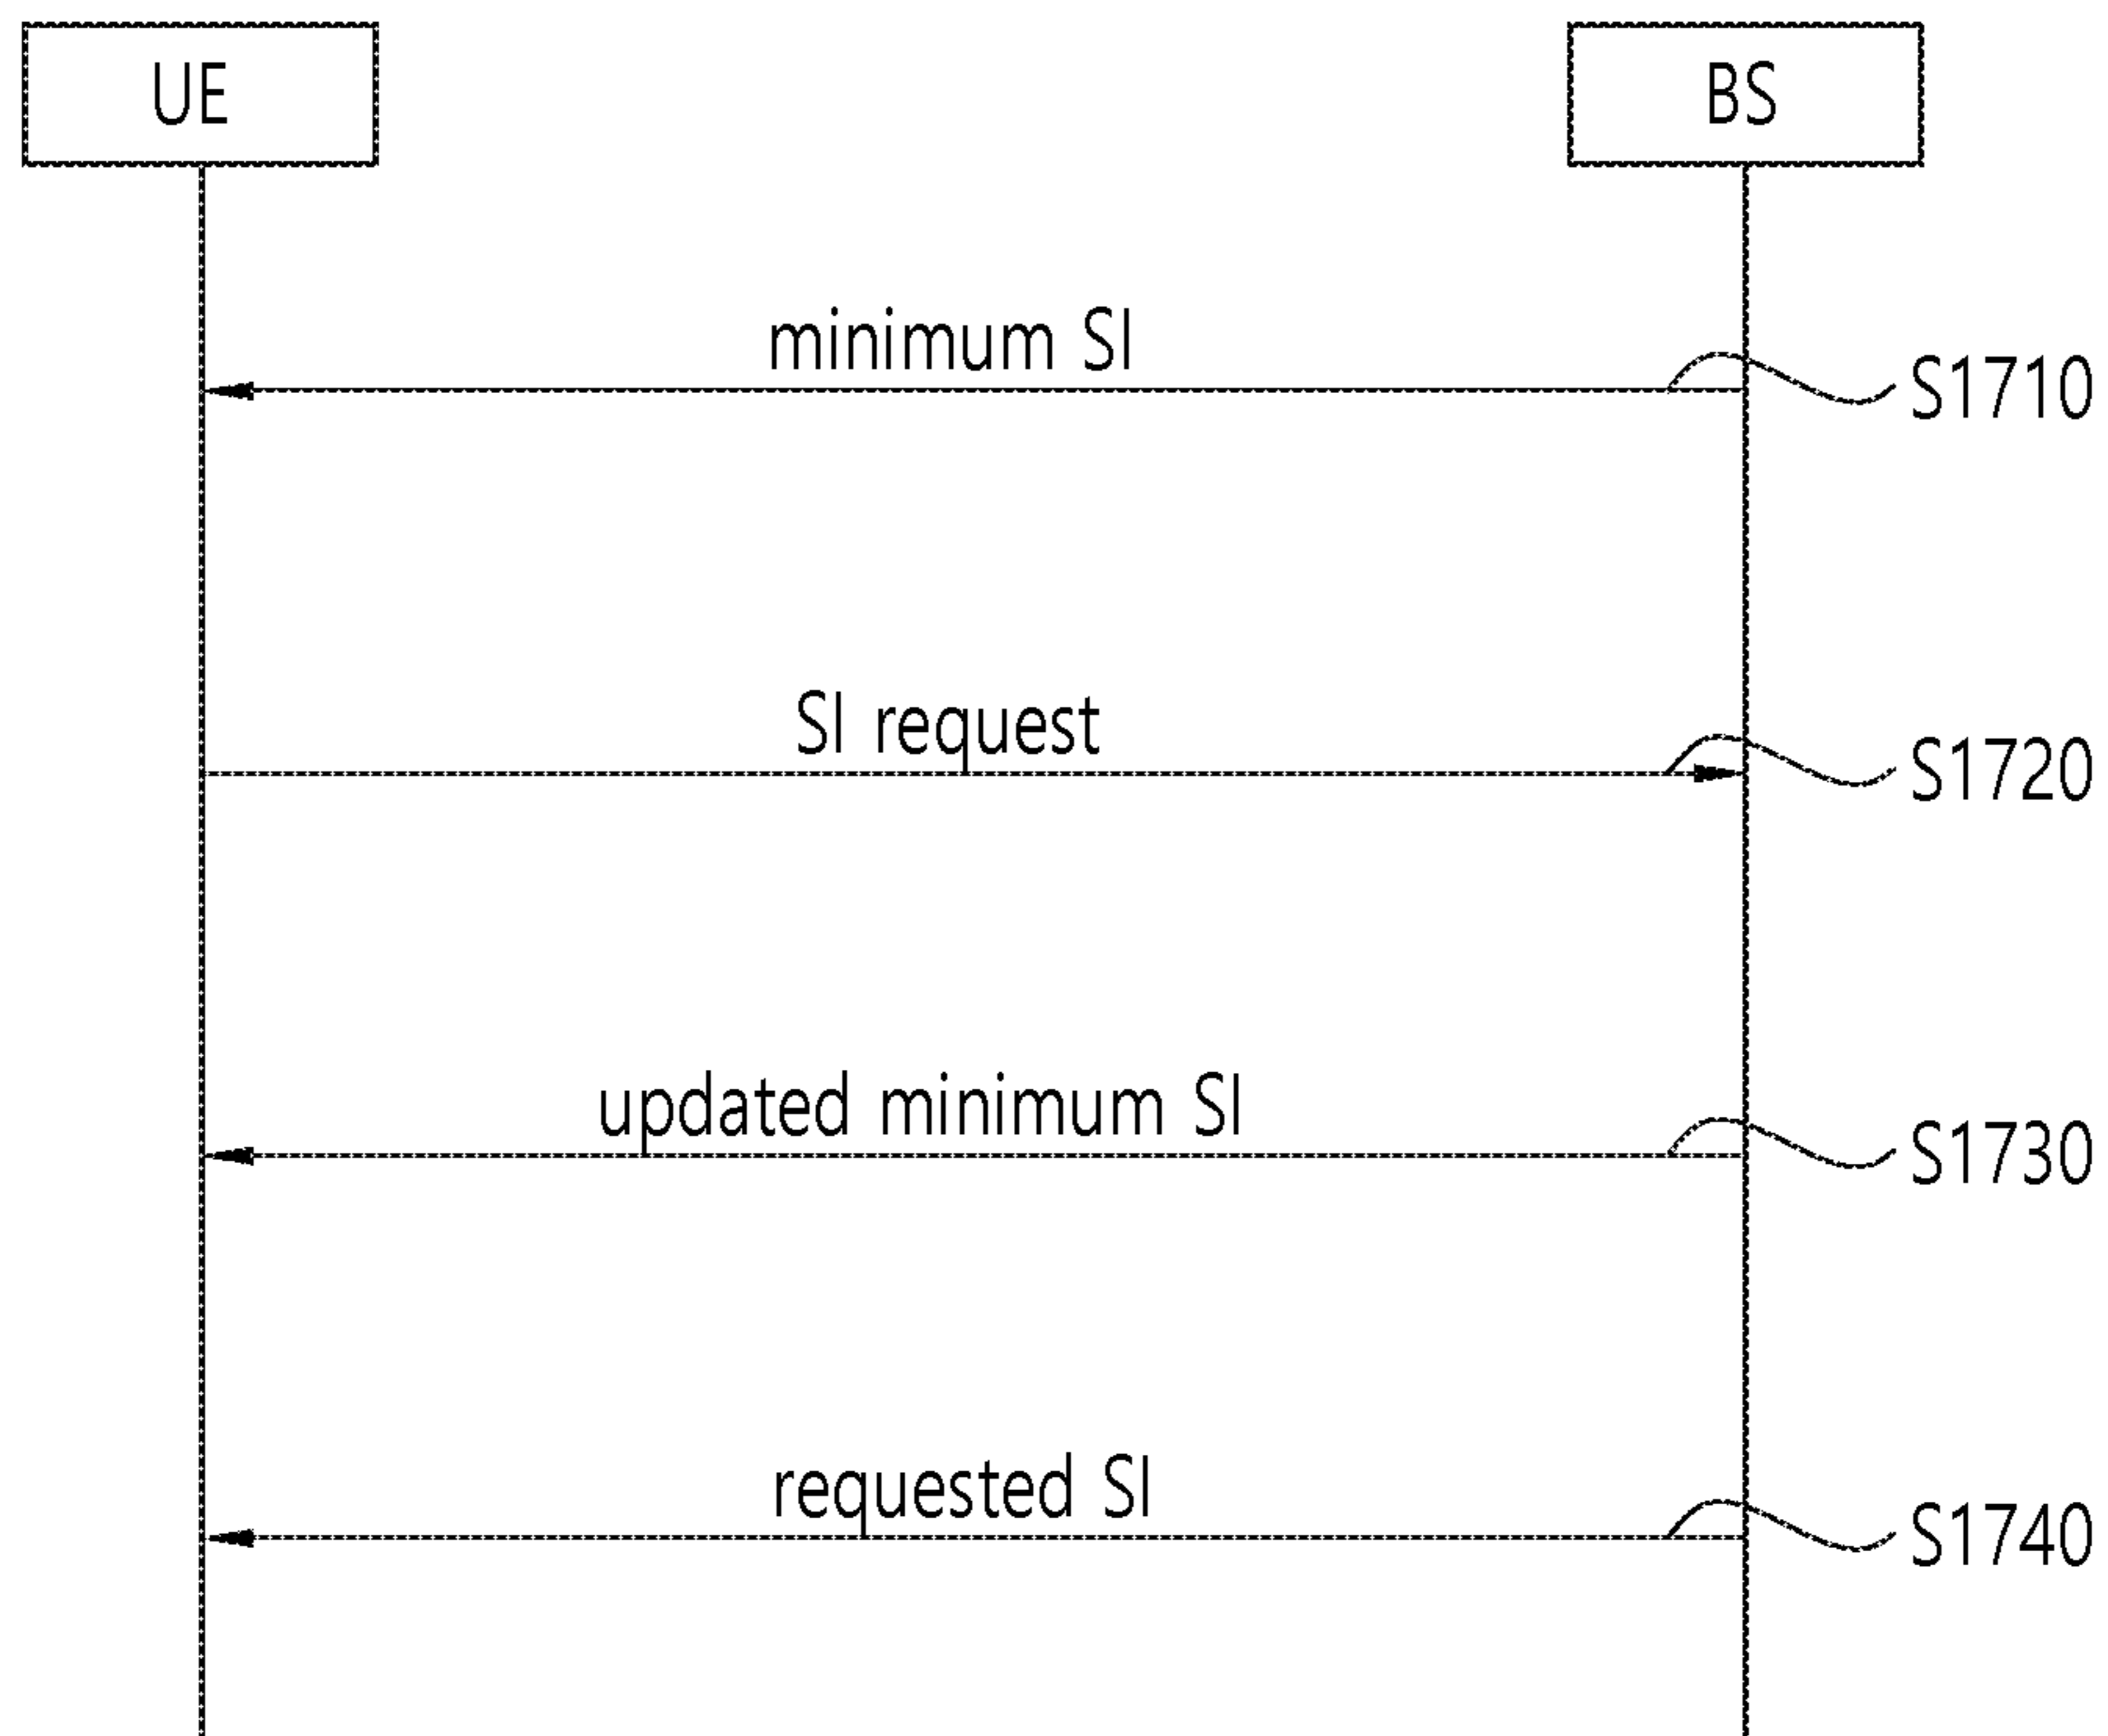 UE
BS
minimum SI
S1710
SI request
S1720
updated minimum SI
S1730
requested SI
S1740